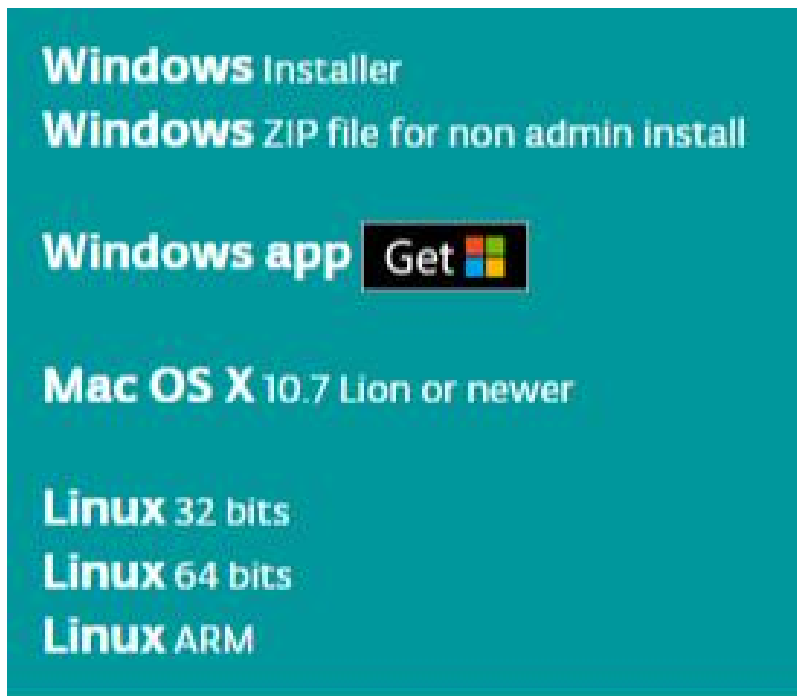 Windows Installer
Windows ZIP file for non admin install
Windows app Get
Mac OS X 10.7 Lion or newer
Linux 32 bits
Linux 64 bits
Linux ARM